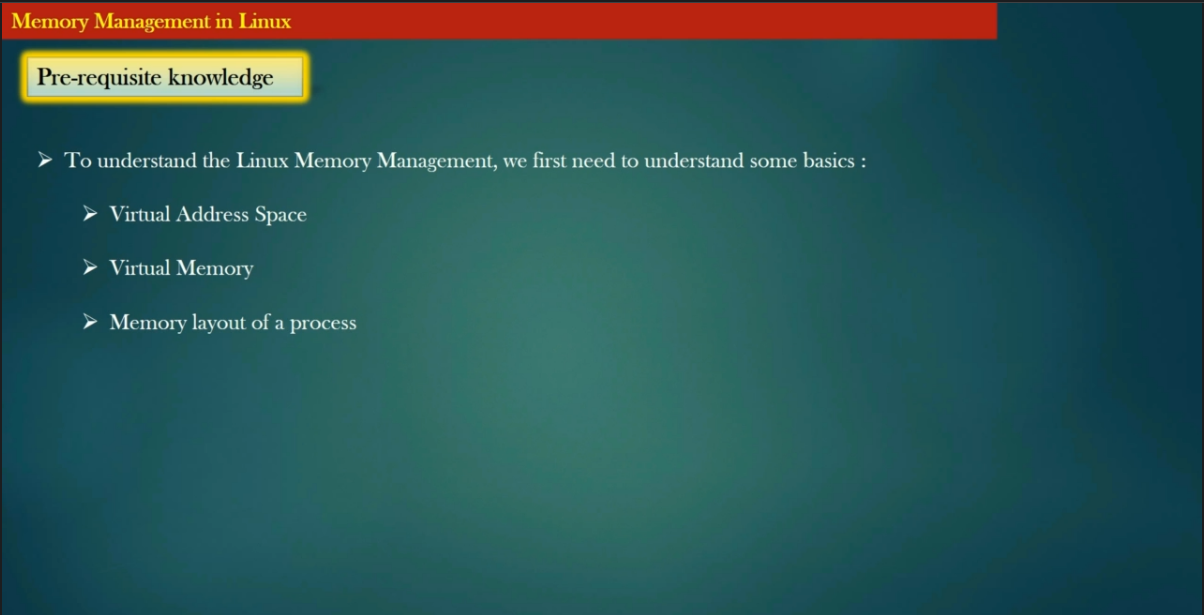 Memory Management in Linux
Pre-requisite knowledge
➢ To understand the Linux Memory Management, we first need to understand some basics :
➢ Virtual Address Space
➢ Virtual Memory
➢ Memory layout of a process